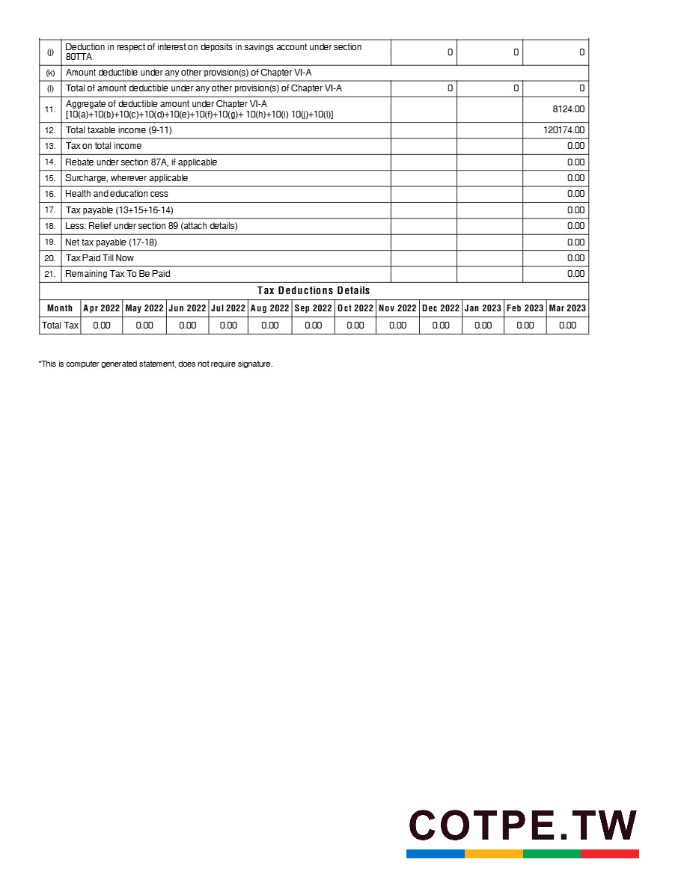 (j) Deduction in respect of interest on deposits in savings account under section 80TTA 0 0 0
(k) Amount deductible under any other provision(s) of Chapter VI-A
(l) Total of amount deductible under any other provision(s) of Chapter VI-A 0 0 0
11. Aggregate of deductible amount under Chapter VI-A
[10(a)+10(b)+10(c)+10(d)+10(e)+10(f)+10(g)+ 10(h)+10(i) 10(j)+10(l)] 8124.00
12. Total taxable income (9-11) 120174.00
13. Tax on total income 0.00
14. Rebate under section 87A, if applicable 0.00
15. Surcharge, wherever applicable 0.00
16. Health and education cess 0.00
17. Tax payable (13+15+16-14) 0.00
18. Less: Relief under section 89 (attach details) 0.00
19. Net tax payable (17-18) 0.00
20. Tax Paid Till Now 0.00
21. Remaining Tax To Be Paid 0.00
Tax Deductions Details
Month Apr 2022 May 2022 Jun 2022 Jul 2022 Aug 2022 Sep 2022 Oct 2022 Nov 2022 Dec 2022 Jan 2023 Feb 2023 Mar 2023
Total Tax 0.00 0.00 0.00 0.00 0.00 0.00 0.00 0.00 0.00 0.00 0.00 0.00
*This is computer generated statement, does not require signature.
COTPE.TW